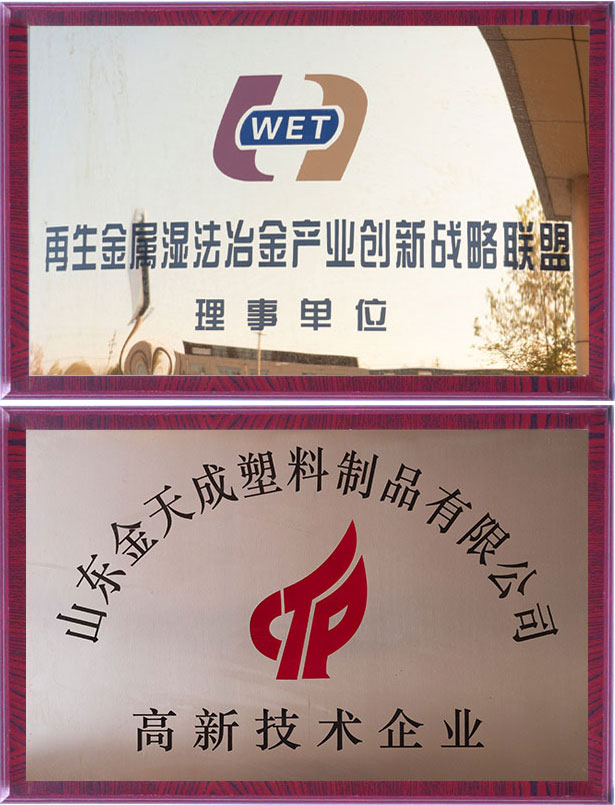 WET
再生金属湿法冶金产业创新战略联盟
理事单位
山东金天成塑料制品有限公司
CTP
高新技术企业